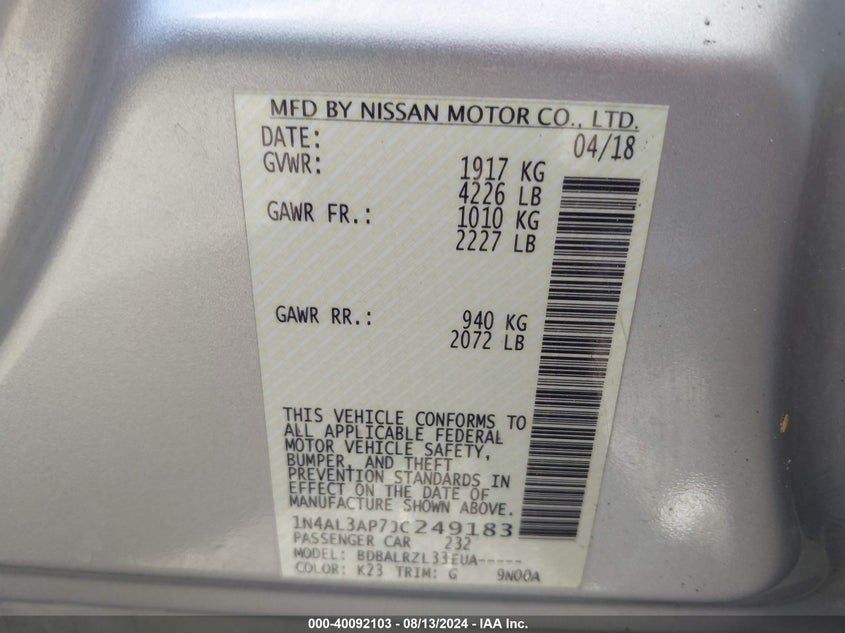 MFD BY NISSAN MOTOR CO., LTD.
DATE: 04/18
GVWR: 1917 KG
4226 LB
GAWR FR.: 1010 KG
2227 LB
GAWR RR.: 940 KG
2072 LB
THIS VEHICLE CONFORMS TO
ALL APPLICABLE FEDERAL
MOTOR VEHICLE SAFETY,
BUMPER, AND THEFT
PREVENTION STANDARDS IN
EFFECT ON THE DATE OF
MANUFACTURE SHOWN ABOVE.
1N4AL3AP7JC249183
PASSENGER CAR 232
MODEL: BDBALRZL33EUA-----
COLOR: K23 TRIM: G 9N00A
000-40092103 - 08/13/2024 - IAA Inc.